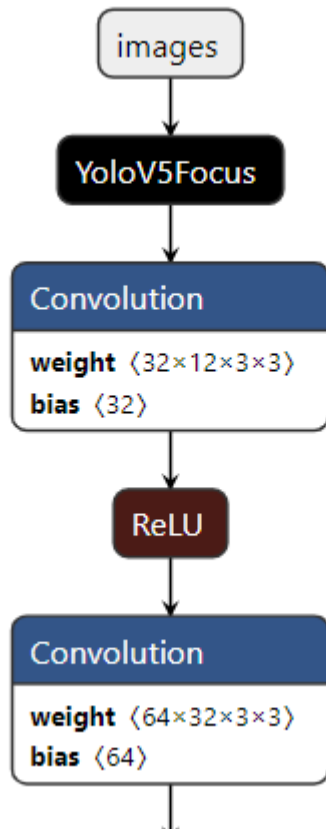 images
YoloV5Focus
Convolution
weight 〈32×12×3×3〉
bias 〈32〉
ReLU
Convolution
weight 〈64×32×3×3〉
bias 〈64〉